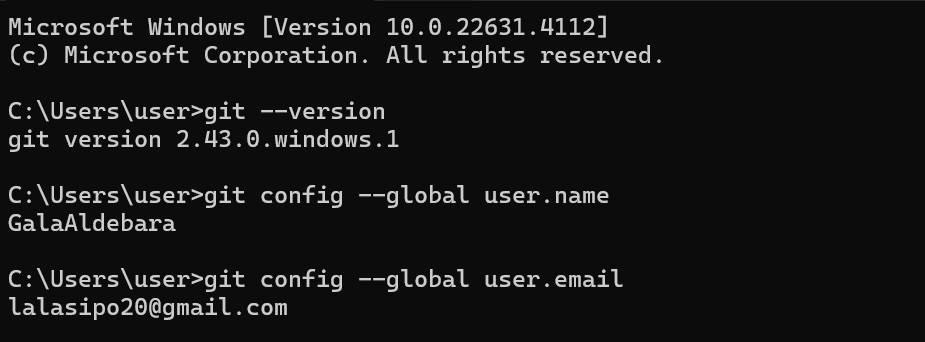 Microsoft Windows [Version 10.0.22631.4112]
(c) Microsoft Corporation. All rights reserved.
C:\Users\user>git --version
git version 2.43.0.windows.1
C:\Users\user>git config --global user.name
GalaAldebara
C:\Users\user>git config --global user.email
lalasipo20@gmail.com